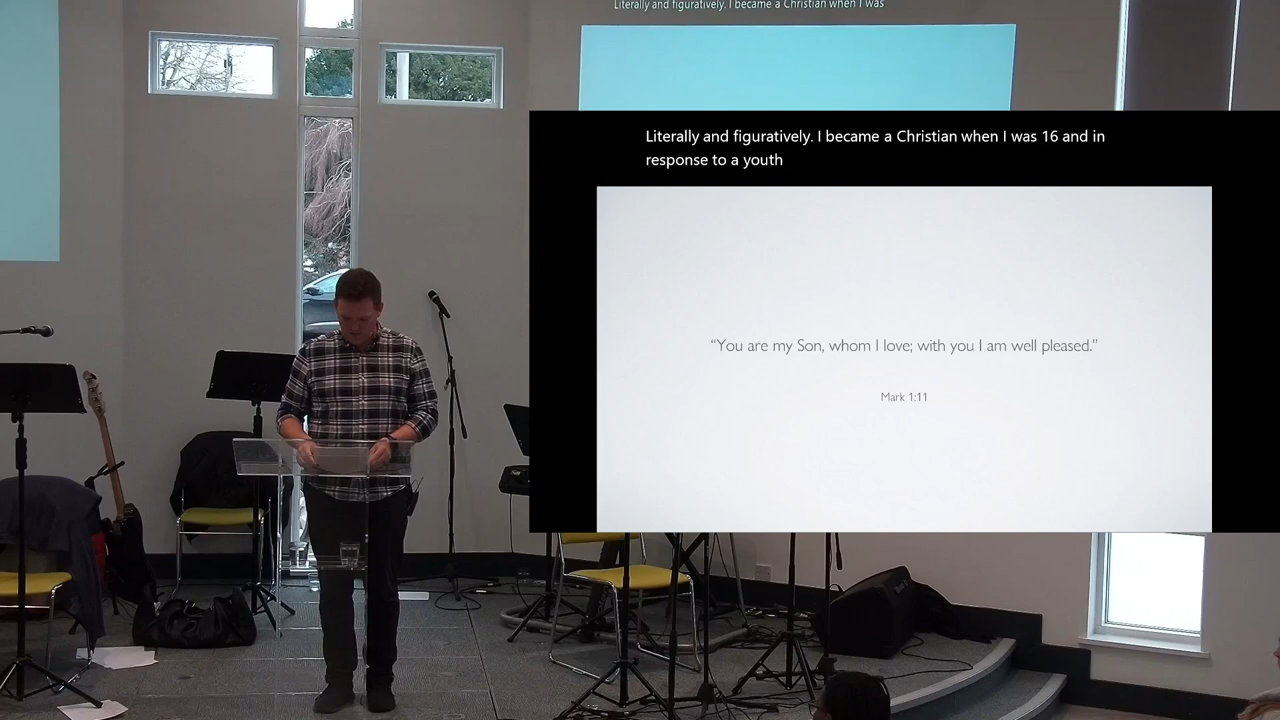 Literally and figuratively. I became a Christian when I was
Literally and figuratively. I became a Christian when I was 16 and in
response to a youth
“You are my Son, whom I love; with you I am well pleased.”
Mark 1:11